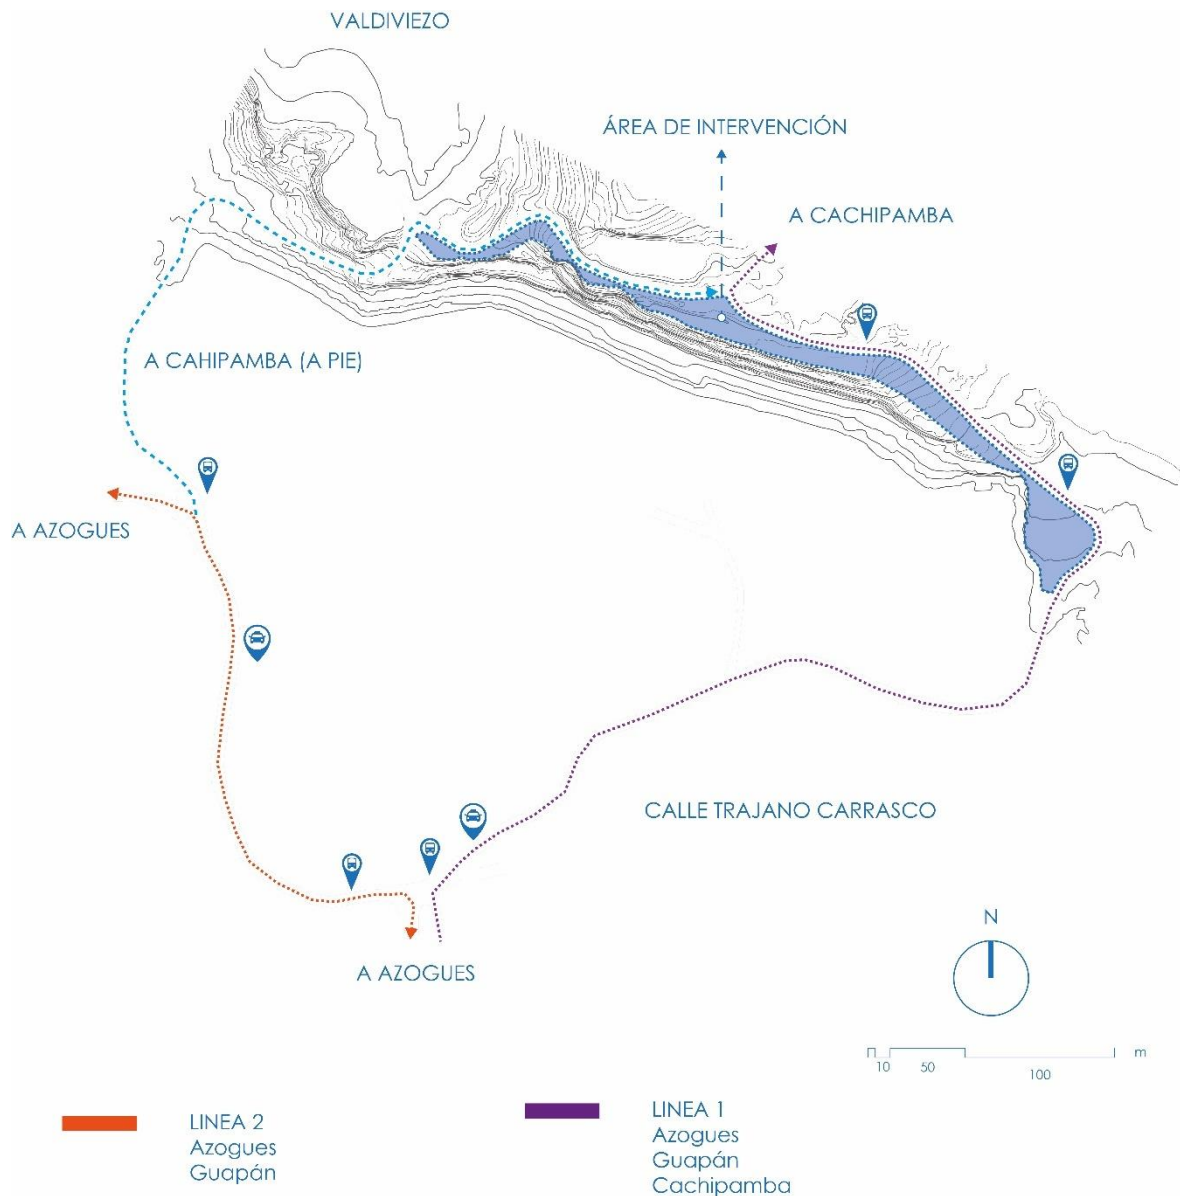 VALDIVIEZO
ÁREA DE INTERVENCIÓN
A CACHIPAMBA
A CAHIPAMBA (A PIE)
A AZOGUES
CALLE TRAJANO CARRASCO
A AZOGUES
N
m
10
50
100
LINEA 2
Azogues
Guapán
LINEA 1
Azogues
Guapán
Cachipamba